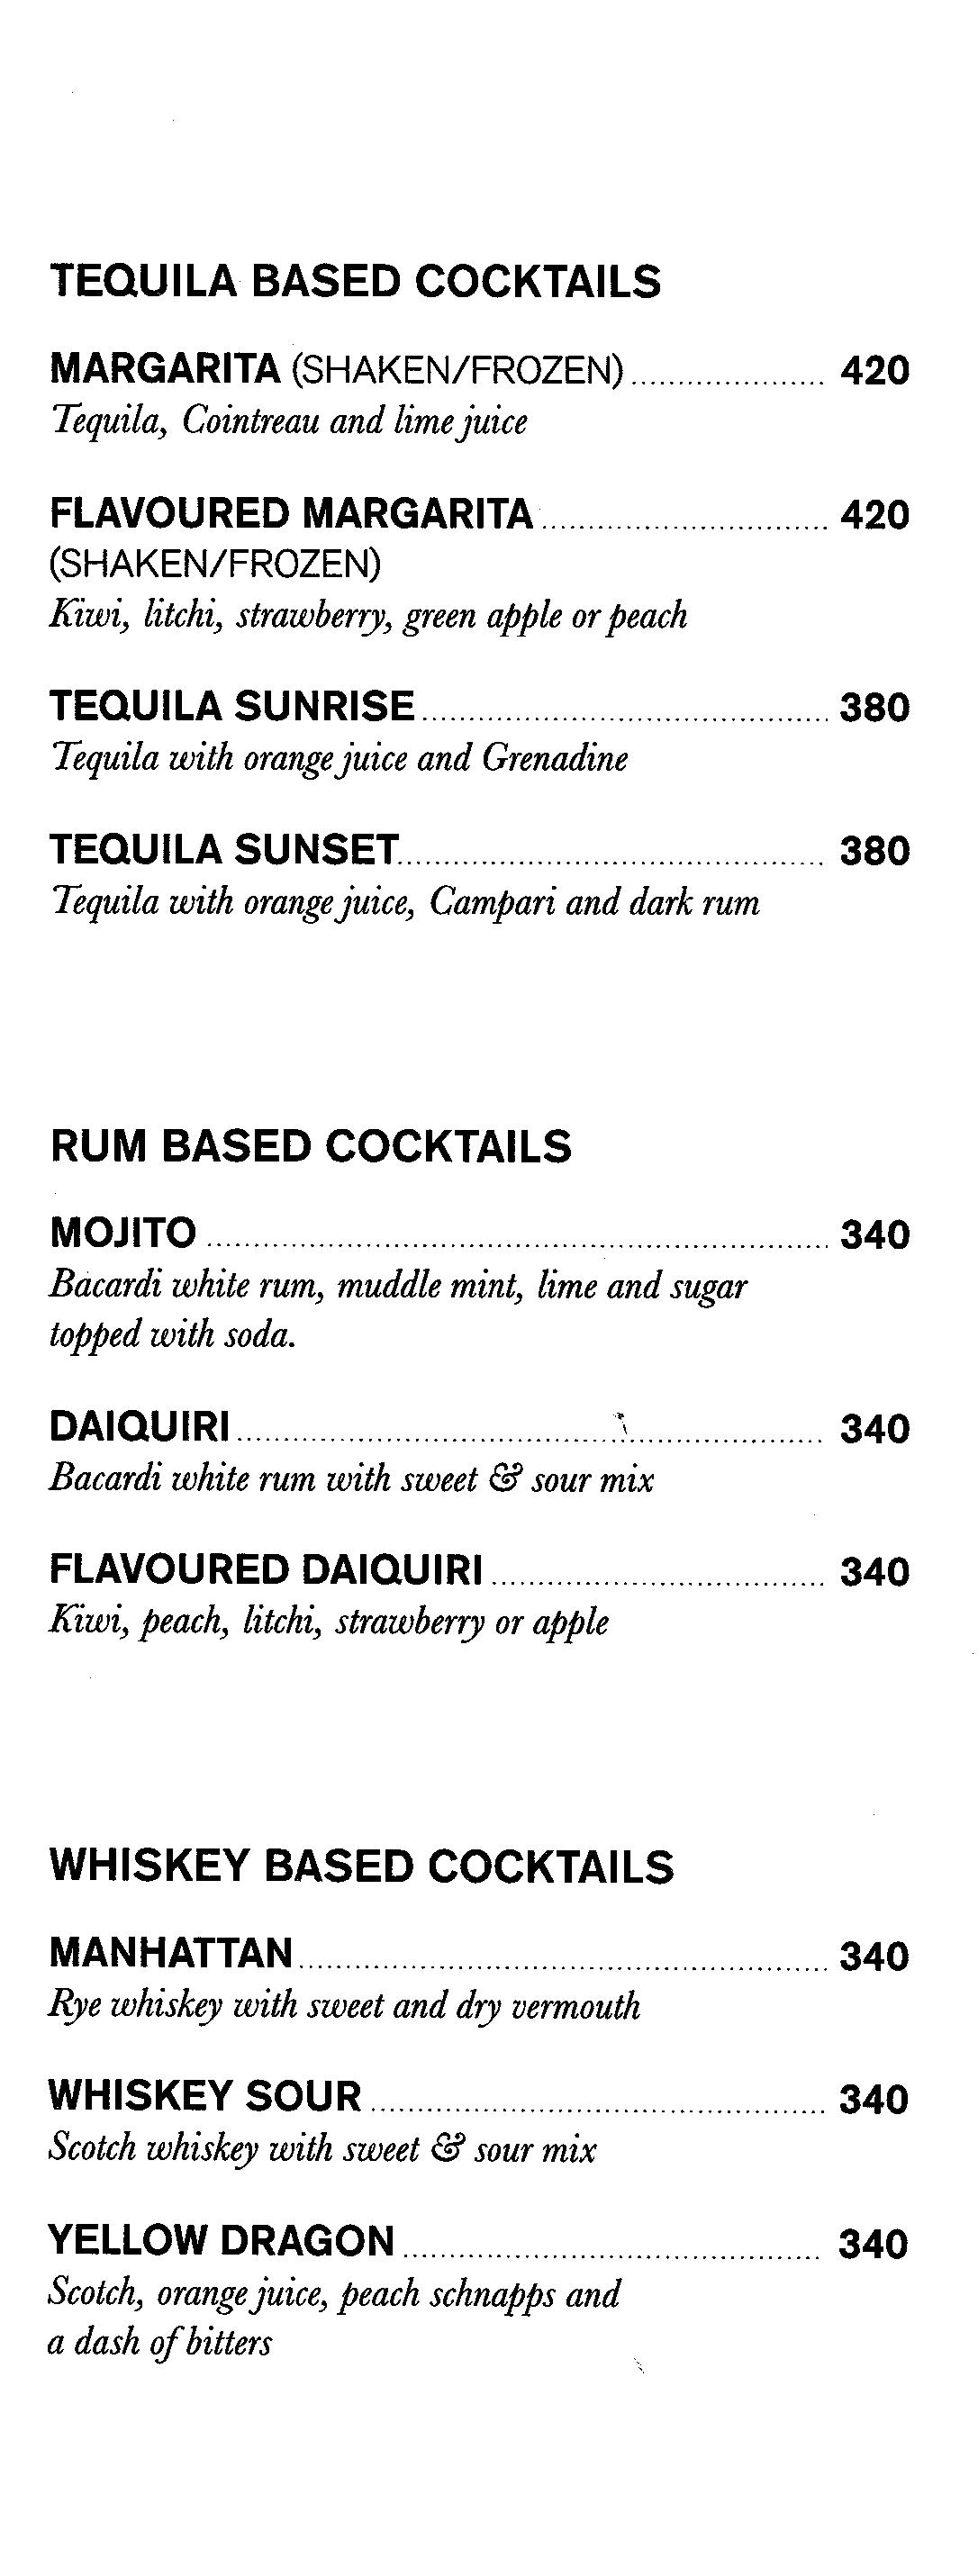 TEQUILA BASED COCKTAILS
MARGARITA (SHAKEN/FROZEN) ..................... 420
Tequila, Cointreau and lime juice
FLAVOURED MARGARITA ............................... 420
(SHAKEN/FROZEN)
Kiwi, litchi, strawberry, green apple or peach
TEQUILA SUNRISE ............................................ 380
Tequila with orange juice and Grenadine
TEQUILA SUNSET .............................................. 380
Tequila with orange juice, Campari and dark rum
RUM BASED COCKTAILS
MOJITO ................................................................... 340
Bacardi white rum, muddle mint, lime and sugar
topped with soda.
DAIQUIRI ............................................................... 340
Bacardi white rum with sweet & sour mix
FLAVOURED DAIQUIRI .................................... 340
Kiwi, peach, litchi, strawberry or apple
WHISKEY BASED COCKTAILS
MANHATTAN ......................................................... 340
Rye whiskey with sweet and dry vermouth
WHISKEY SOUR ................................................. 340
Scotch whiskey with sweet & sour mix
YELLOW DRAGON ............................................. 340
Scotch, orange juice, peach schnapps and
a dash of bitters